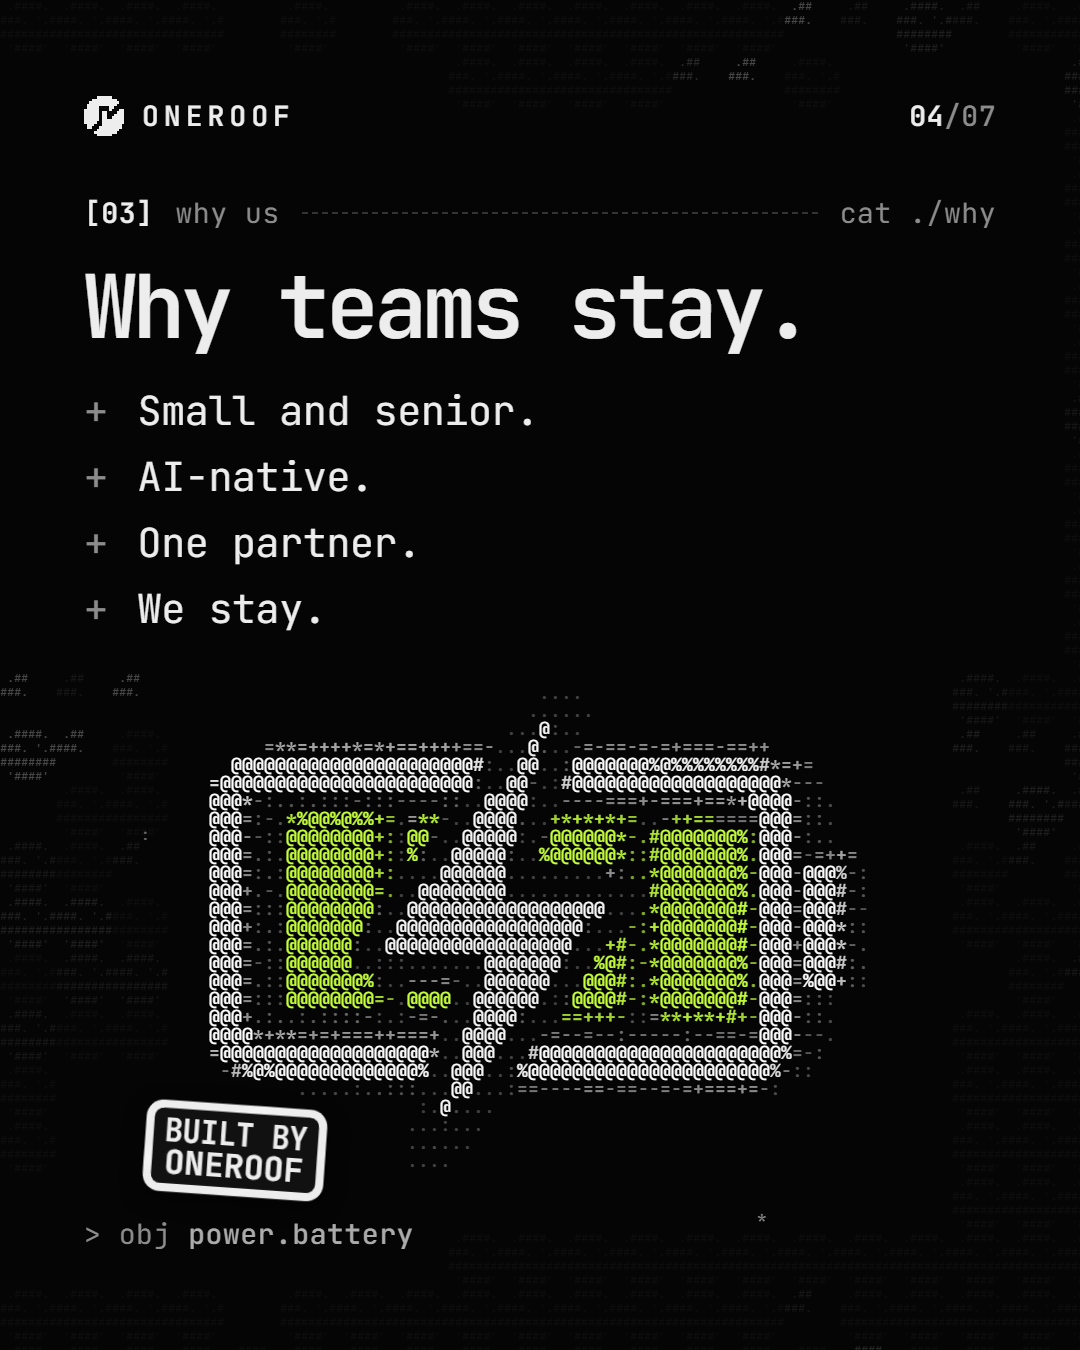 ONEROOF
04/07
[03] why us
cat ./why
Why teams stay.
+ Small and senior.
+ AI-native.
+ One partner.
+ We stay.
BUILT BY
ONEROOF
> obj power.battery